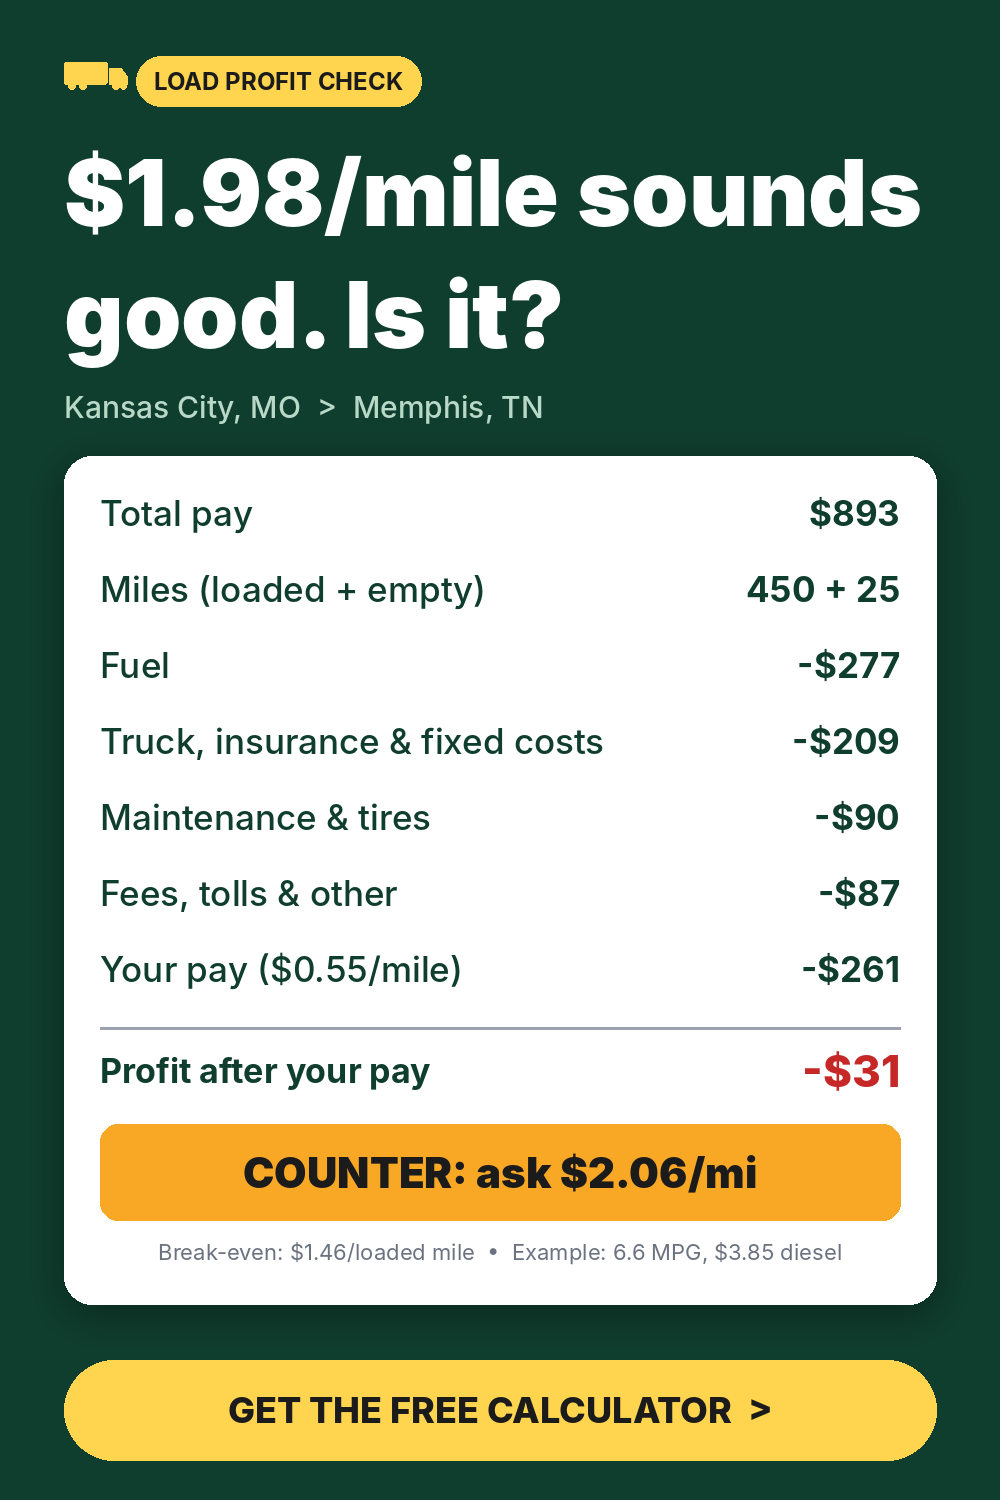 LOAD PROFIT CHECK
$1.98/mile sounds
good. Is it?
Kansas City, MO > Memphis, TN
Total pay $893
Miles (loaded + empty) 450 + 25
Fuel -$277
Truck, insurance & fixed costs -$209
Maintenance & tires -$90
Fees, tolls & other -$87
Your pay ($0.55/mile) -$261
Profit after your pay -$31
COUNTER: ask $2.06/mi
Break-even: $1.46/loaded mile • Example: 6.6 MPG, $3.85 diesel
GET THE FREE CALCULATOR >